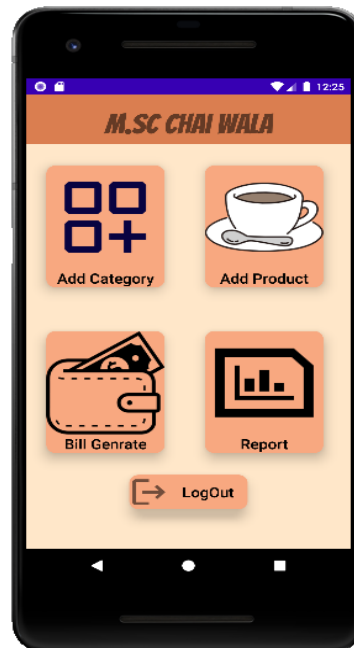 12:25
M.SC CHAI WALA
Add Category
Add Product
Bill Genrate
Report
LogOut